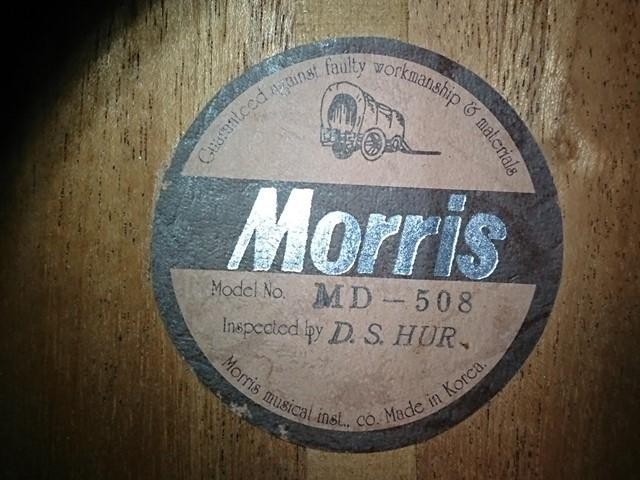 Guaranteed against faulty workmanship & materials
Morris
Model No. MD-508
Inspected by D. S. HUR
Morris musical inst., co. Made in Korea.